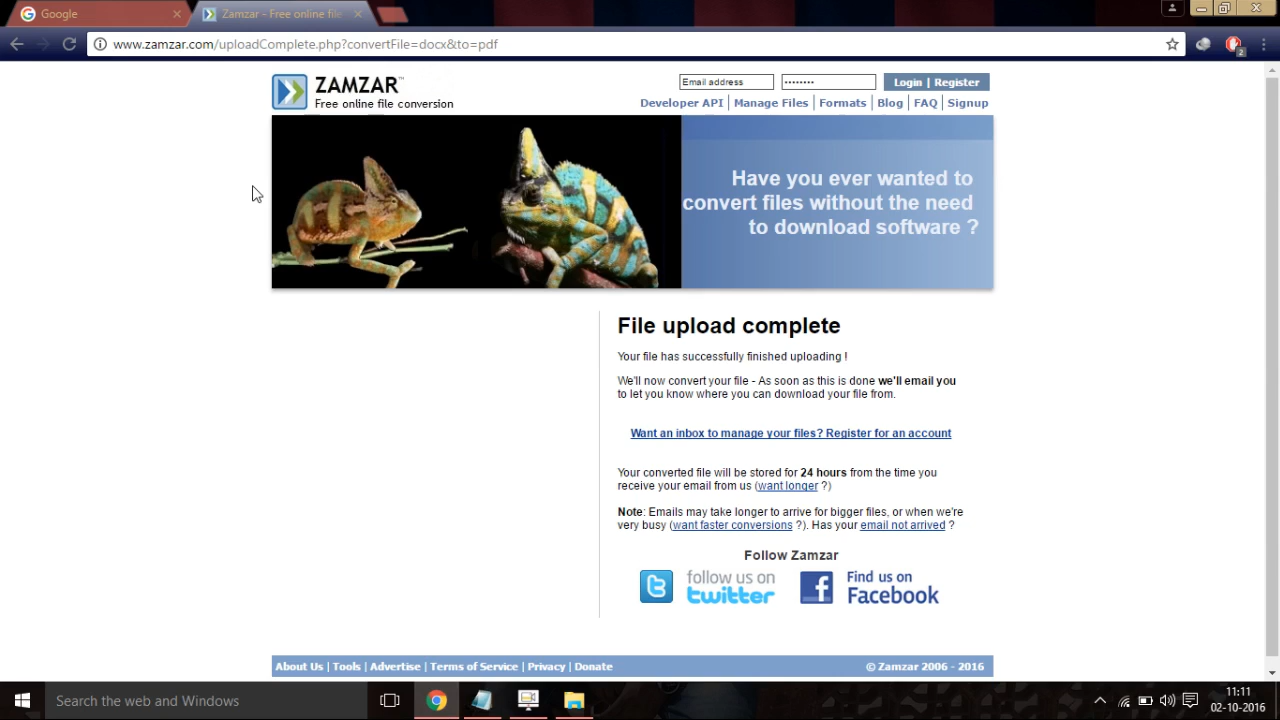 Google
Zamzar - Free online file
www.zamzar.com/uploadComplete.php?convertFile=docx&to=pdf
2
ZAMZAR™
Free online file conversion
Email address
••••••••
Login | Register
Developer API | Manage Files | Formats | Blog | FAQ | Signup
Have you ever wanted to
convert files without the need
to download software ?
File upload complete
Your file has successfully finished uploading !
We'll now convert your file - As soon as this is done we'll email you
to let you know where you can download your file from.
Want an inbox to manage your files? Register for an account
Your converted file will be stored for 24 hours from the time you
receive your email from us (want longer ?)
Note: Emails may take longer to arrive for bigger files, or when we're
very busy (want faster conversions ?). Has your email not arrived ?
Follow Zamzar
follow us on
twitter
Find us on
Facebook
About Us | Tools | Advertise | Terms of Service | Privacy | Donate
© Zamzar 2006 - 2016
Search the web and Windows
11:11
02-10-2016